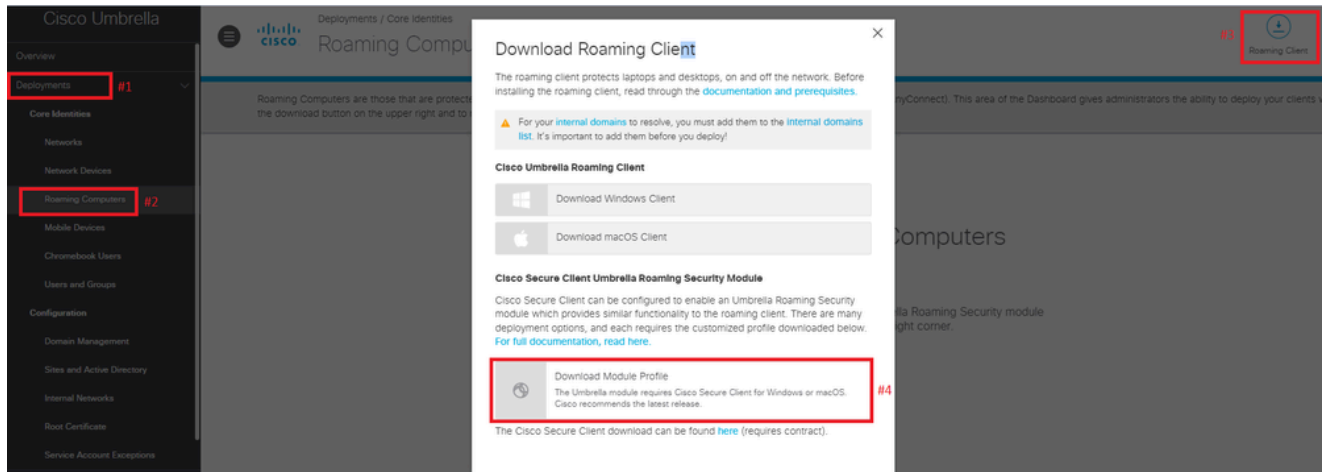 Cisco Umbrella
Overview
Deployments
#1
Core Identities
Networks
Network Devices
Roaming Computers
#2
Mobile Devices
Chromebook Users
Users and Groups
Configuration
Domain Management
Sites and Active Directory
Internal Networks
Root Certificate
Service Account Exceptions
CISCO
Deployments / Core Identities
Roaming Compu
#3
Roaming Client
Roaming Computers are those that are protecte
nyConnect). This area of the Dashboard gives administrators the ability to deploy your clients
the download button on the upper right and to
Download Roaming Client
The roaming client protects laptops and desktops, on and off the network. Before
installing the roaming client, read through the documentation and prerequisites.
For your internal domains to resolve, you must add them to the internal domains
list. It's important to add them before you deploy!
Cisco Umbrella Roaming Client
Download Windows Client
Download macOS Client
Cisco Secure Client Umbrella Roaming Security Module
Cisco Secure Client can be configured to enable an Umbrella Roaming Security
module which provides similar functionality to the roaming client. There are many
deployment options, and each requires the customized profile downloaded below.
For full documentation, read here.
Download Module Profile
The Umbrella module requires Cisco Secure Client for Windows or macOS.
Cisco recommends the latest release.
#4
The Cisco Secure Client download can be found here (requires contract).
Computers
lla Roaming Security module
ight corner.